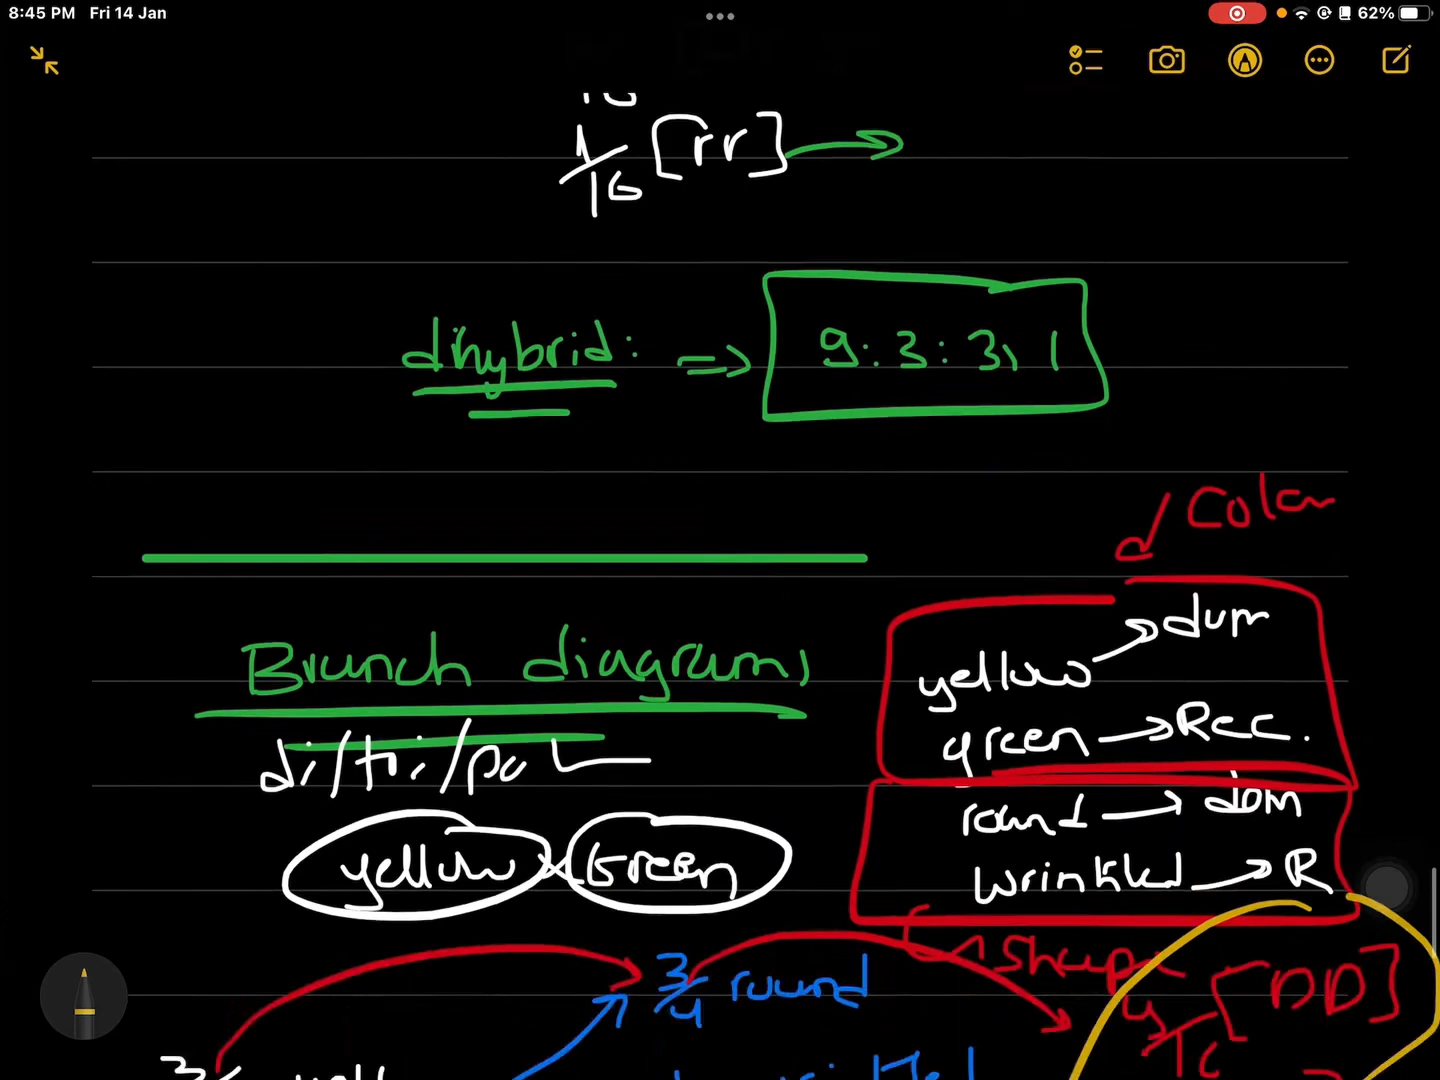 8:45 PM Fri 14 Jan
62%
1/16 [rr]
dihybrid: => 9:3:3:1
Color
Branch diagrams
yellow → dom
green → Rec.
di/tri/pol
round → dom
wrinkled → R
yellow × Green
Shape
3/4 round
9/16 [DD]